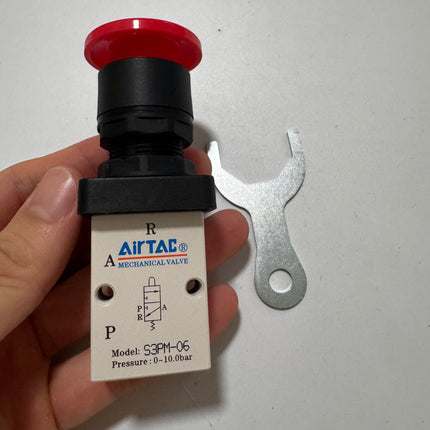 R
AirTAC®
A
MECHANICAL VALVE
P A
R
P
Model: S3PM-06
Pressure : 0~10.0bar